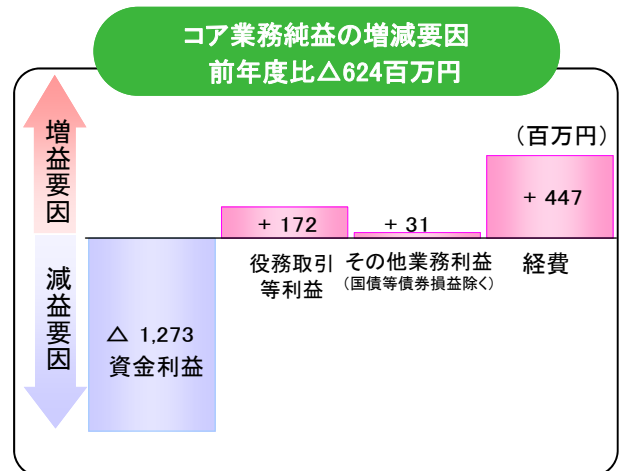 コア業務純益の増減要因
前年度比△624百万円
増益要因
(百万円)
+ 172
+ 31
+ 447
役務取引
等利益
その他業務利益
(国債等債券損益除く)
経費
減益要因
△ 1,273
資金利益